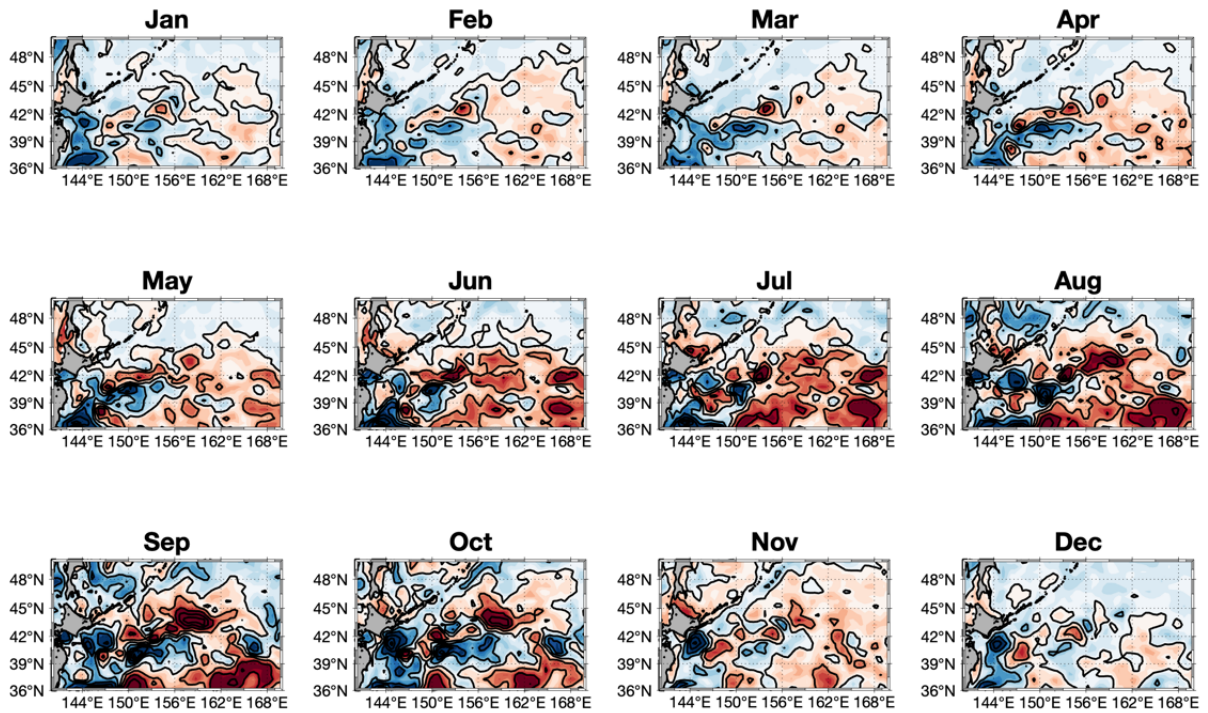 Jan Feb Mar Apr
48°N 48°N 48°N 48°N
45°N 45°N 45°N 45°N
42°N 42°N 42°N 42°N
39°N 39°N 39°N 39°N
36°N 36°N 36°N 36°N
144°E 150°E 156°E 162°E 168°E 144°E 150°E 156°E 162°E 168°E 144°E 150°E 156°E 162°E 168°E 144°E 150°E 156°E 162°E 168°E
May Jun Jul Aug
48°N 48°N 48°N 48°N
45°N 45°N 45°N 45°N
42°N 42°N 42°N 42°N
39°N 39°N 39°N 39°N
36°N 36°N 36°N 36°N
144°E 150°E 156°E 162°E 168°E 144°E 150°E 156°E 162°E 168°E 144°E 150°E 156°E 162°E 168°E 144°E 150°E 156°E 162°E 168°E
Sep Oct Nov Dec
48°N 48°N 48°N 48°N
45°N 45°N 45°N 45°N
42°N 42°N 42°N 42°N
39°N 39°N 39°N 39°N
36°N 36°N 36°N 36°N
144°E 150°E 156°E 162°E 168°E 144°E 150°E 156°E 162°E 168°E 144°E 150°E 156°E 162°E 168°E 144°E 150°E 156°E 162°E 168°E